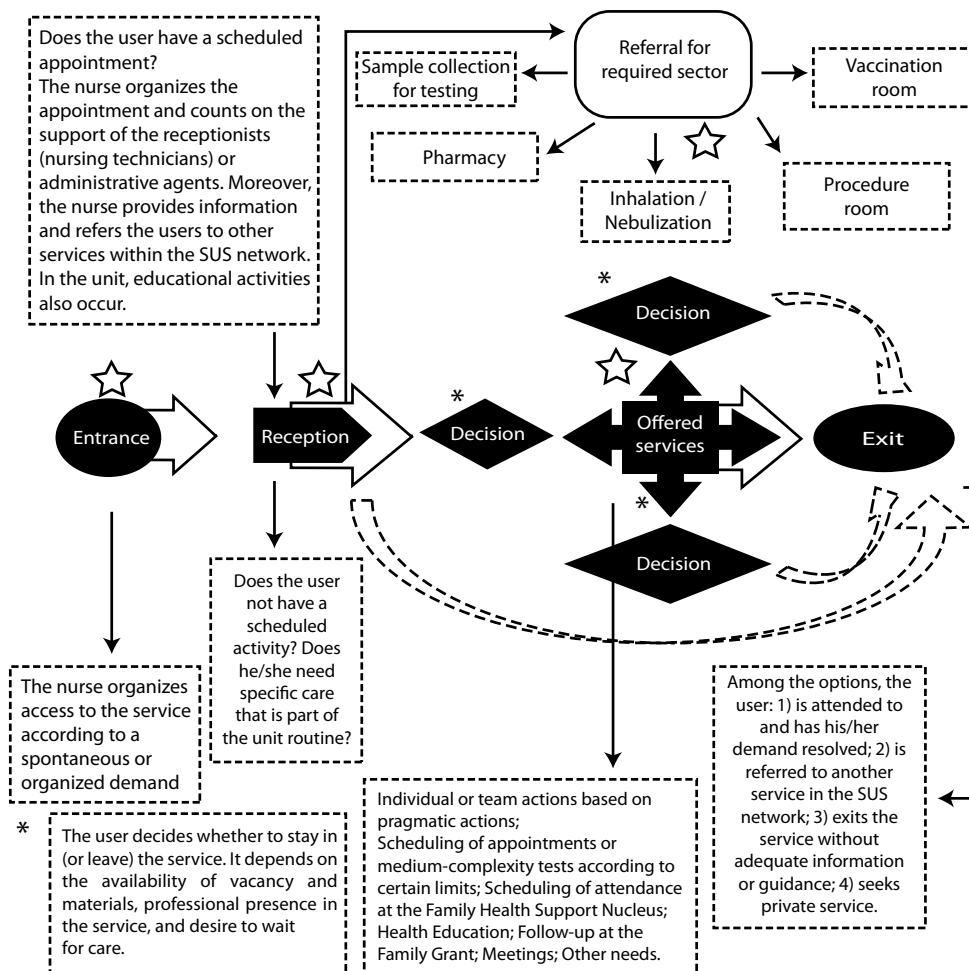 Does the user have a scheduled
appointment?
The nurse organizes the
appointment and counts on the
support of the receptionists
(nursing technicians) or
administrative agents. Moreover,
the nurse provides information
and refers the users to other
services within the SUS network.
In the unit, educational activities
also occur.
Referral for
required sector
Sample collection
for testing
Vaccination
room
Pharmacy
Inhalation /
Nebulization
Procedure
room
*
Decision
Entrance
Reception
*
Decision
Offered
services
Exit
*
Decision
Does the user
not have a
scheduled
activity? Does
he/she need
specific care
that is part of
the unit routine?
The nurse organizes
access to the service
according to a
spontaneous or
organized demand
Among the options, the
user: 1) is attended to
and has his/her
demand resolved; 2) is
referred to another
service in the SUS
network; 3) exits the
service without
adequate information
or guidance; 4) seeks
private service.
Individual or team actions based on
pragmatic actions;
Scheduling of appointments or
medium-complexity tests according to
certain limits; Scheduling of attendance
at the Family Health Support Nucleus;
Health Education; Follow-up at the
Family Grant; Meetings; Other needs.
*
The user decides whether to stay in
(or leave) the service. It depends on
the availability of vacancy and
materials, professional presence in
the service, and desire to wait
for care.